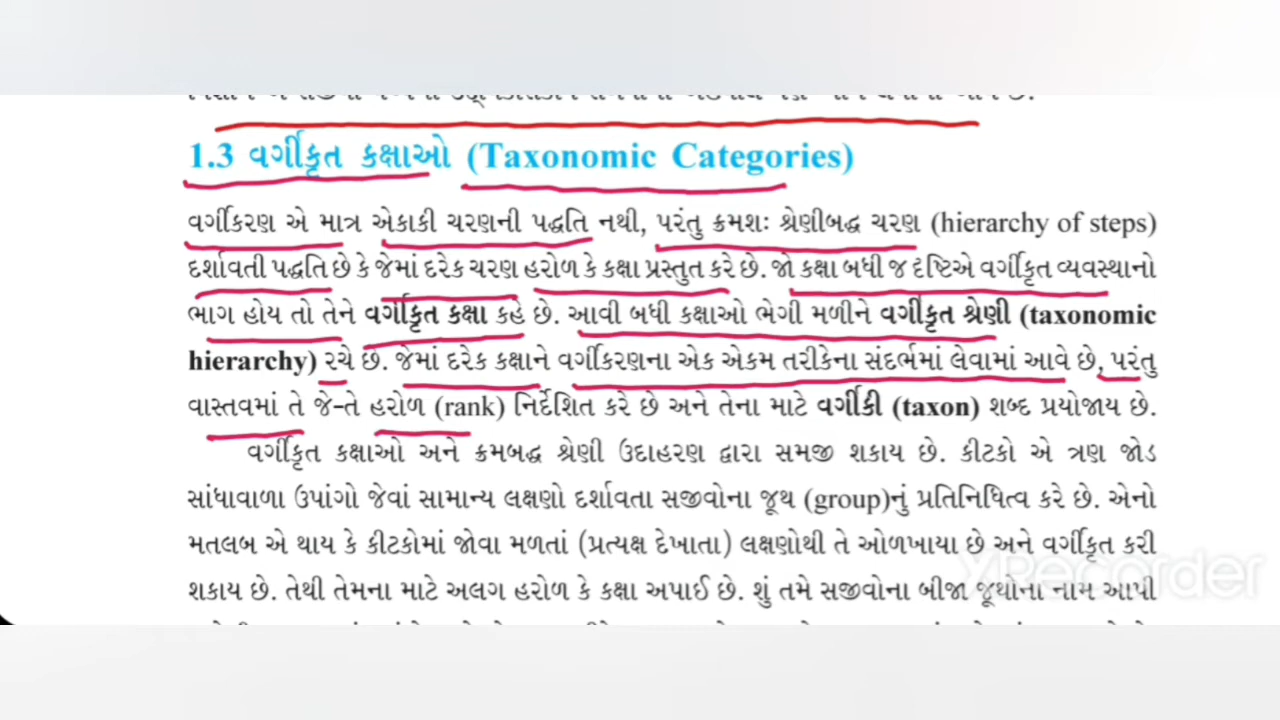 1.3 વર્ગીકૃત કક્ષાઓ (Taxonomic Categories)
વર્ગીકરણ એ માત્ર એકાકી ચરણની પદ્ધતિ નથી, પરંતુ ક્રમશઃ શ્રેણીબદ્ધ ચરણ (hierarchy of steps)
દર્શાવતી પદ્ધતિ છે કે જેમાં દરેક ચરણ હરોળ કે કક્ષા પ્રસ્તુત કરે છે. જો કક્ષા બધી જ દૃષ્ટિએ વર્ગીકૃત વ્યવસ્થાનો
ભાગ હોય તો તેને વર્ગીકૃત કક્ષા કહે છે. આવી બધી કક્ષાઓ ભેગી મળીને વર્ગીકૃત શ્રેણી (taxonomic
hierarchy) રચે છે. જેમાં દરેક કક્ષાને વર્ગીકરણના એક એકમ તરીકેના સંદર્ભમાં લેવામાં આવે છે, પરંતુ
વાસ્તવમાં તે જે-તે હરોળ (rank) નિર્દેશિત કરે છે અને તેના માટે વર્ગીકી (taxon) શબ્દ પ્રયોજાય છે.
વર્ગીકૃત કક્ષાઓ અને ક્રમબદ્ધ શ્રેણી ઉદાહરણ દ્વારા સમજી શકાય છે. કીટકો એ ત્રણ જોડ
સાંધાવાળા ઉપાંગો જેવાં સામાન્ય લક્ષણો દર્શાવતા સજીવોના જૂથ (group)નું પ્રતિનિધિત્વ કરે છે. એનો
મતલબ એ થાય કે કીટકોમાં જોવા મળતાં (પ્રત્યક્ષ દેખાતા) લક્ષણોથી તે ઓળખાયા છે અને વર્ગીકૃત કરી
શકાય છે. તેથી તેમના માટે અલગ હરોળ કે કક્ષા અપાઈ છે. શું તમે સજીવોના બીજા જૂથોના નામ આપી
XRecorder